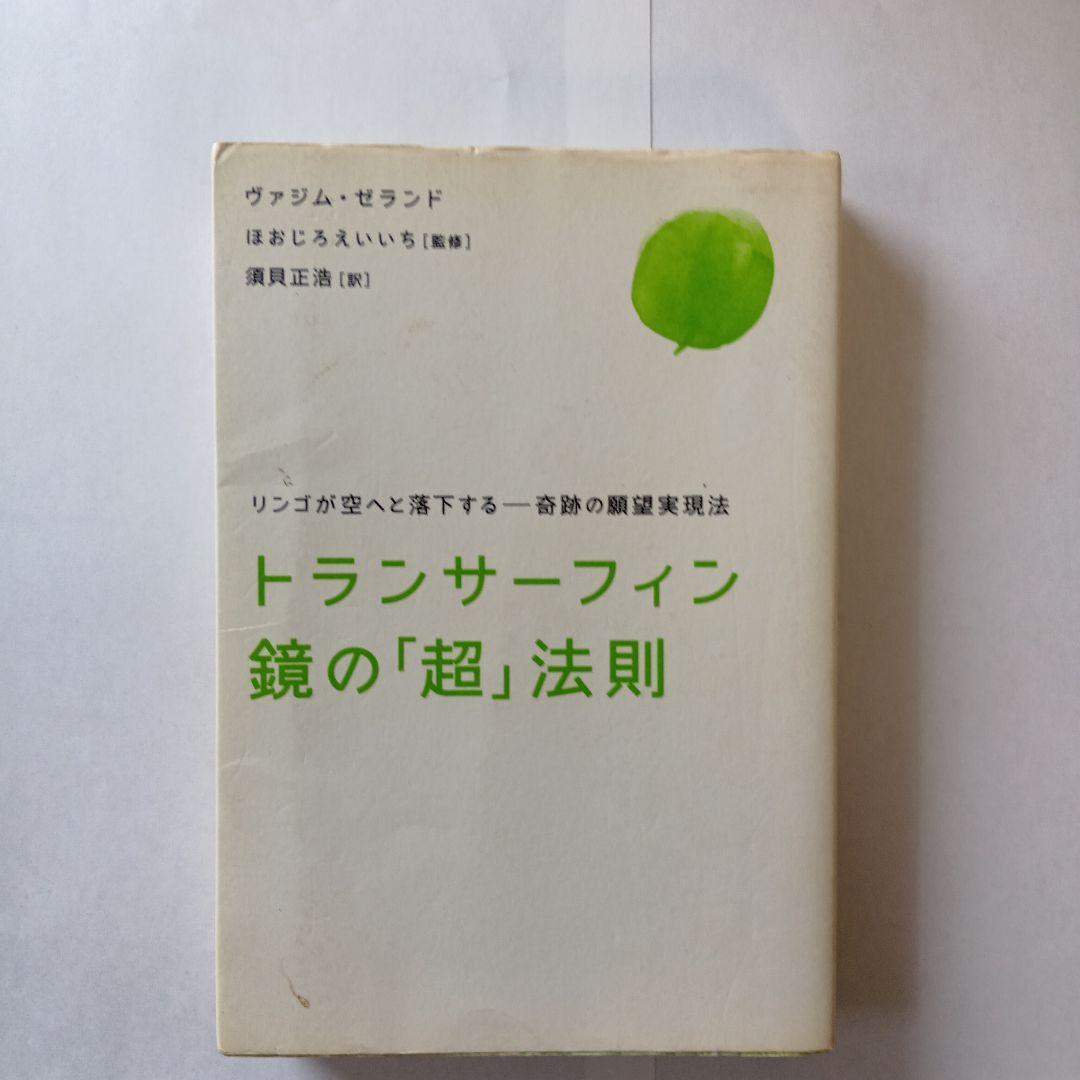 ヴァジム・ゼランド
ほおじろえいいち[監修]
須貝正浩[訳]
リンゴが空へと落下する―奇跡の願望実現法
トランサーフィン
鏡の「超」法則